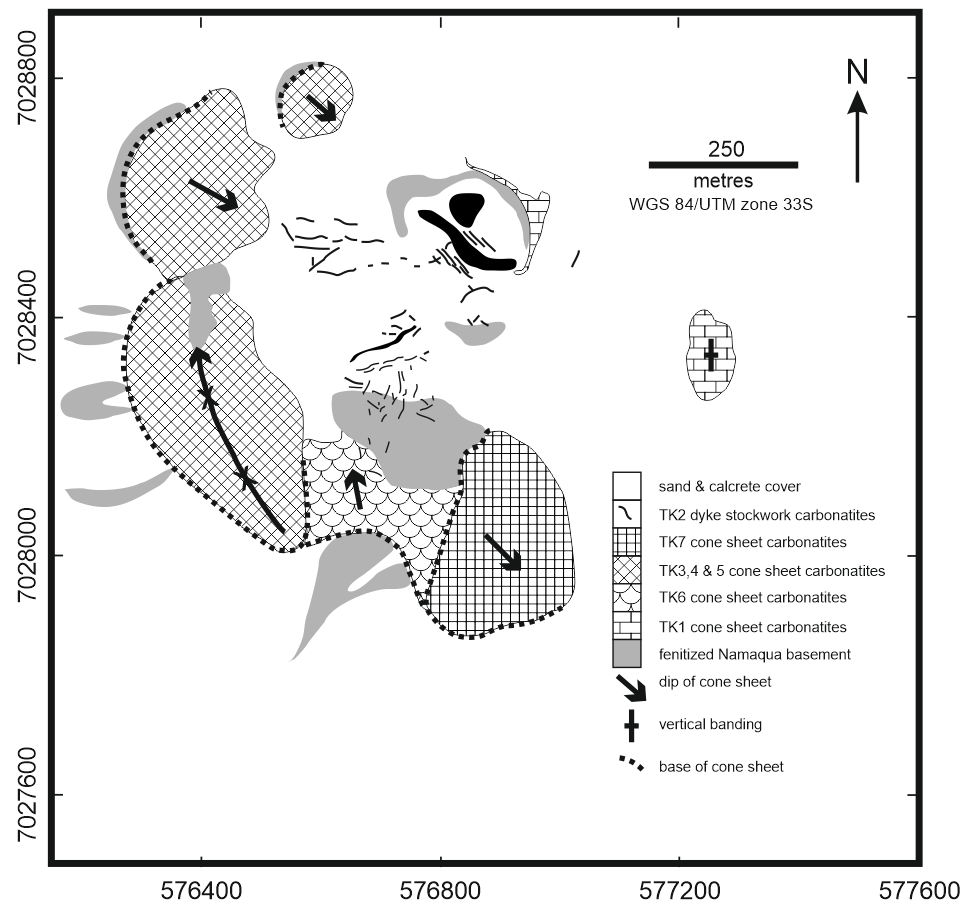 7028800
7028400
7028000
7027600
N
250
metres
WGS 84/UTM zone 33S
sand & calcrete cover
TK2 dyke stockwork carbonatites
TK7 cone sheet carbonatites
TK3,4 & 5 cone sheet carbonatites
TK6 cone sheet carbonatites
TK1 cone sheet carbonatites
fenitized Namaqua basement
dip of cone sheet
vertical banding
base of cone sheet
576400
576800
577200
577600